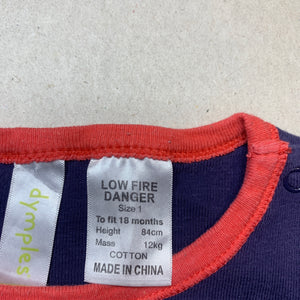 dymples
LOW FIRE
DANGER
Size 1
To fit 18 months
Height 84cm
Mass 12kg
COTTON
MADE IN CHINA